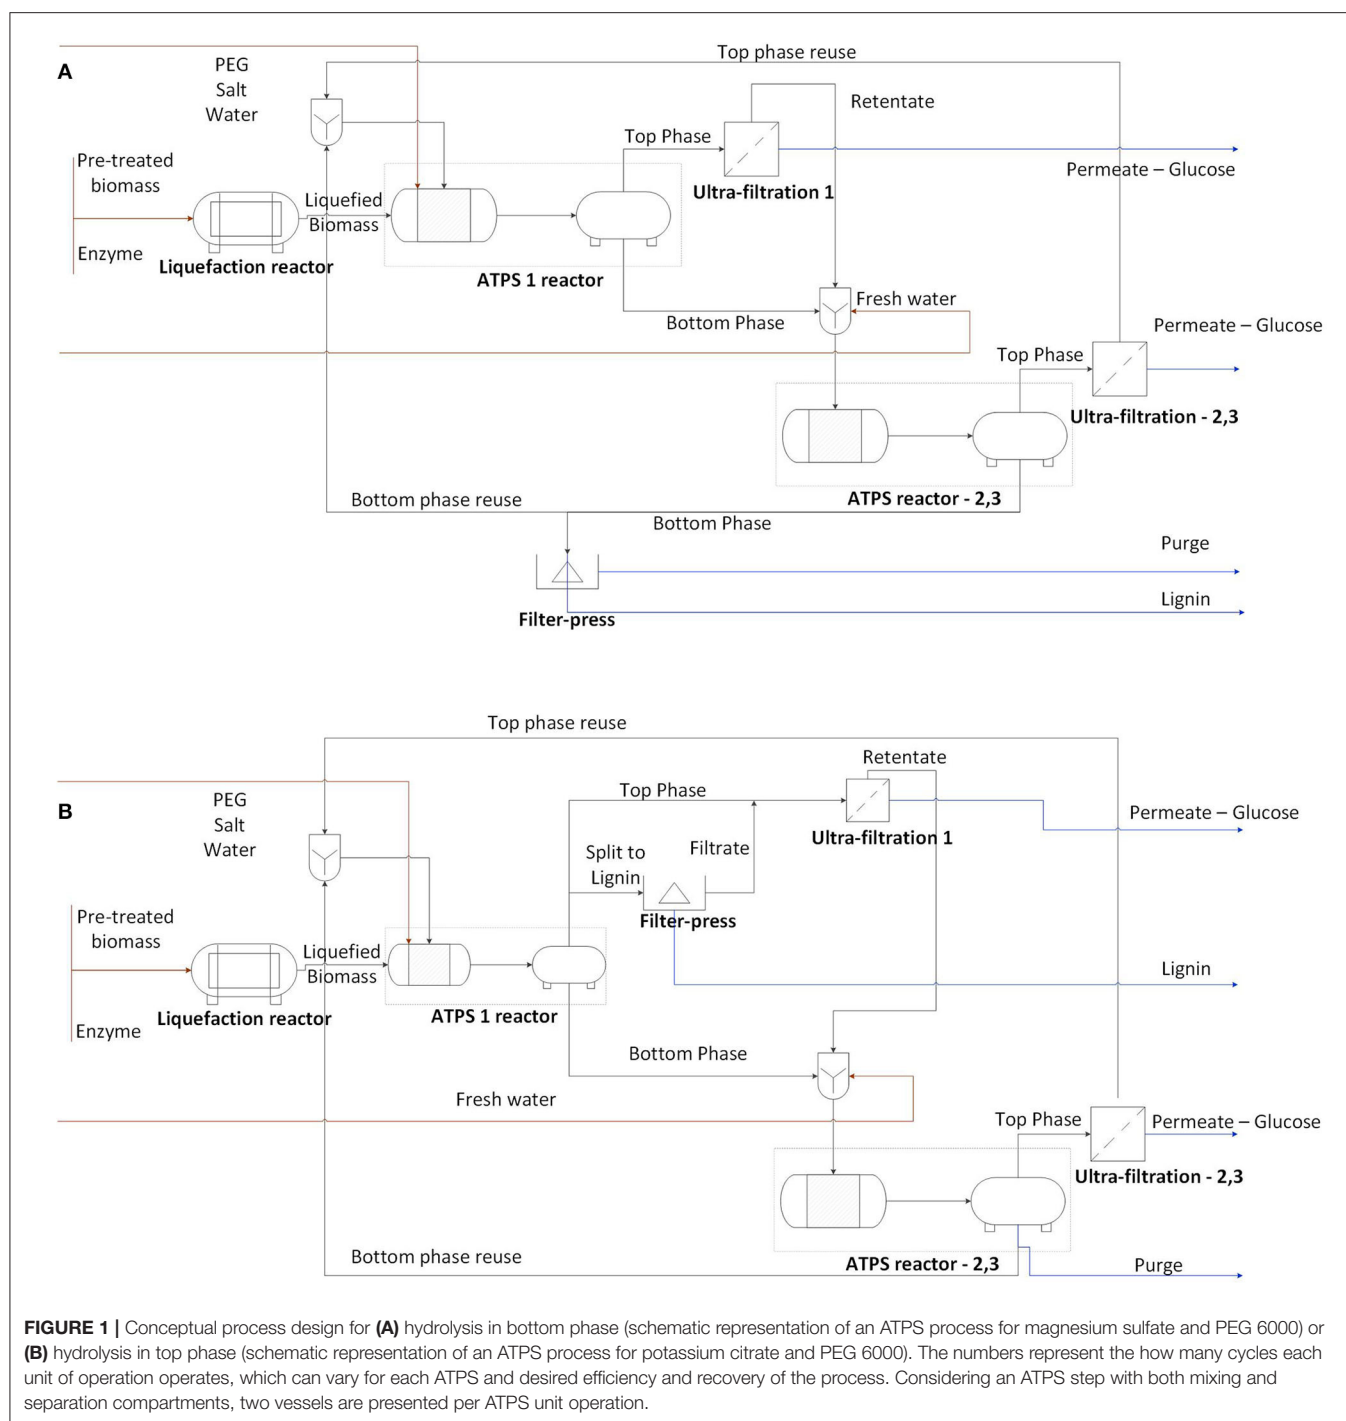 Top phase reuse
A
PEG
Salt
Water
Retentate
Top Phase
Pre-treated
biomass
Ultra-filtration 1
Permeate – Glucose
Liquefied
Biomass
Enzyme
Liquefaction reactor
ATPS 1 reactor
Fresh water
Bottom Phase
Permeate – Glucose
Top Phase
Ultra-filtration - 2,3
ATPS reactor - 2,3
Bottom phase reuse
Bottom Phase
Purge
Lignin
Filter-press
Top phase reuse
Retentate
B
PEG
Salt
Water
Top Phase
Permeate – Glucose
Ultra-filtration 1
Split to
Lignin
Filtrate
Filter-press
Pre-treated
biomass
Liquefied
Biomass
Lignin
Enzyme
Liquefaction reactor
ATPS 1 reactor
Bottom Phase
Fresh water
Top Phase
Permeate – Glucose
Ultra-filtration - 2,3
Bottom phase reuse
ATPS reactor - 2,3
Purge
FIGURE 1 | Conceptual process design for (A) hydrolysis in bottom phase (schematic representation of an ATPS process for magnesium sulfate and PEG 6000) or
(B) hydrolysis in top phase (schematic representation of an ATPS process for potassium citrate and PEG 6000). The numbers represent the how many cycles each
unit of operation operates, which can vary for each ATPS and desired efficiency and recovery of the process. Considering an ATPS step with both mixing and
separation compartments, two vessels are presented per ATPS unit operation.